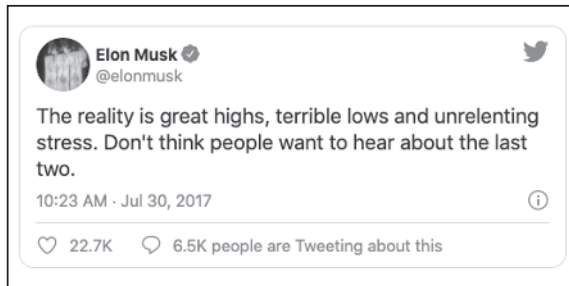 Elon Musk
@elonmusk
The reality is great highs, terrible lows and unrelenting
stress. Don't think people want to hear about the last
two.
10:23 AM · Jul 30, 2017
22.7K 6.5K people are Tweeting about this